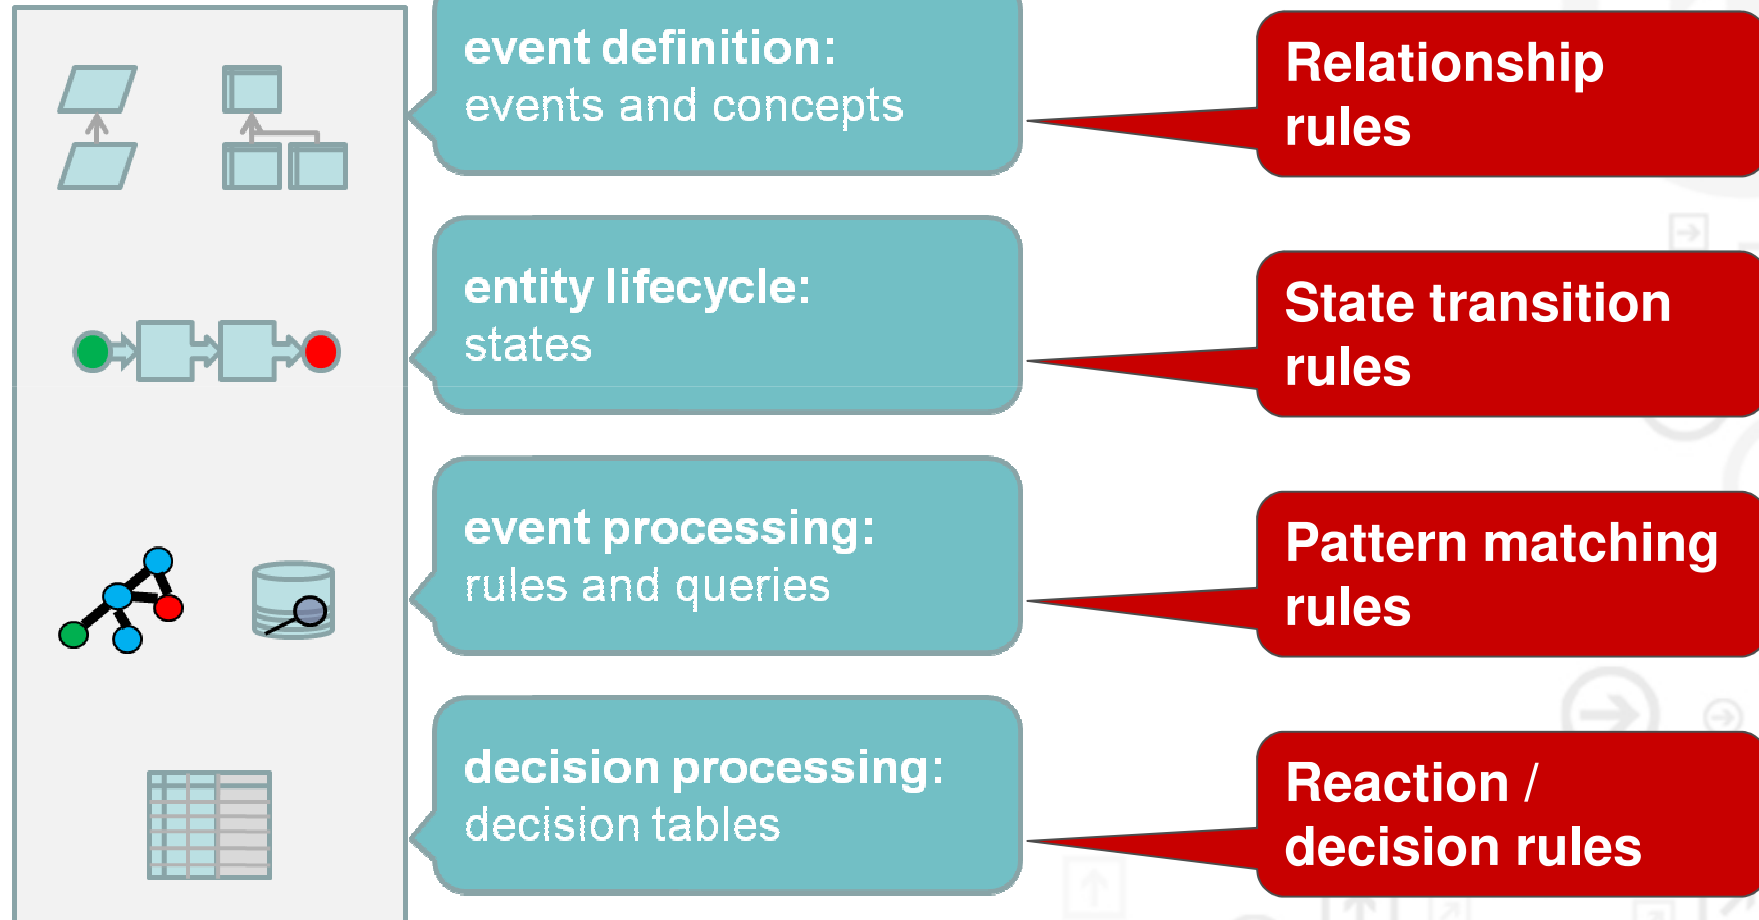 event definition:
events and concepts
Relationship
rules
entity lifecycle:
states
State transition
rules
event processing:
rules and queries
Pattern matching
rules
decision processing:
decision tables
Reaction /
decision rules